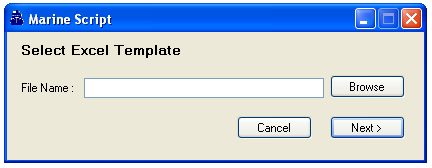 Marine Script
Select Excel Template
File Name :
Browse
Cancel
Next >